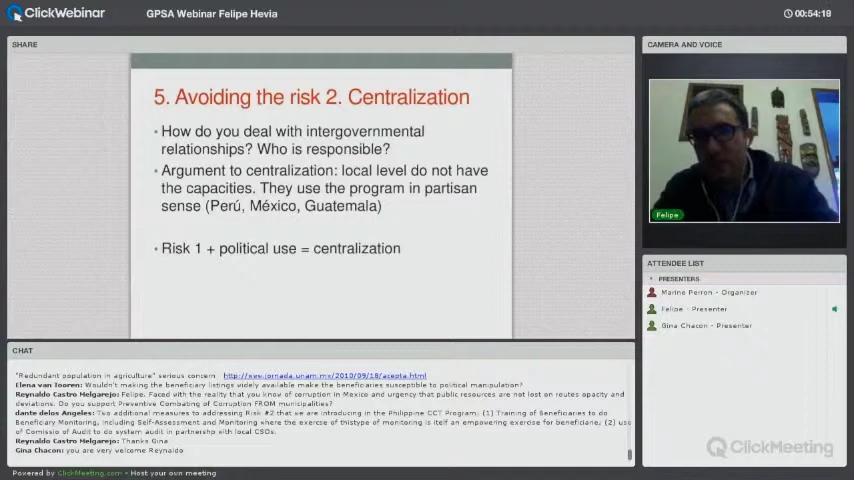 ClickWebinar
GPSA Webinar Felipe Hevia
00:54:18
SHARE
5. Avoiding the risk 2. Centralization
• How do you deal with intergovernmental
relationships? Who is responsible?
• Argument to centralization: local level do not have
the capacities. They use the program in partisan
sense (Perú, México, Guatemala)
• Risk 1 + political use = centralization
CAMERA AND VOICE
Felipe
ATTENDEE LIST
PRESENTERS
Marine Perron - Organizer
Felipe - Presenter
Gina Chacon - Presenter
CHAT
"Redundant population in agriculture" serious concern http://www.jornada.unam.mx/2010/09/18/acepta.html
Elena van Tooren: Wouldn't making the beneficiary listings widely available make the beneficiaries susceptible to political manipulation?
Reynaldo Castro Melgarejo: Felipe. Faced with the reality that you know of corruption in Mexico and urgency that public resources are not lost on routes opacity and
deviations. Do you support Preventive Combating of Corruption FROM municipalities?
dante delos Angeles: Two additional measures to addressing Risk #2 that we are introducing in the Philippine CCT Program; (1) Training of Beneficiaries to do
Beneficiary Monitoring, including Self-Assessment and Monitoring where the exercise of thistype of monitoring is itself an empowering exercise for beneficiarie; (2) use
of Comissio of Audit to do system audit in partnership with local CSOs.
Reynaldo Castro Melgarejo: Thanks Gina
Gina Chacon: you are very welcome Reynaldo
ClickMeeting
Powered by ClickMeeting.com • Host your own meeting